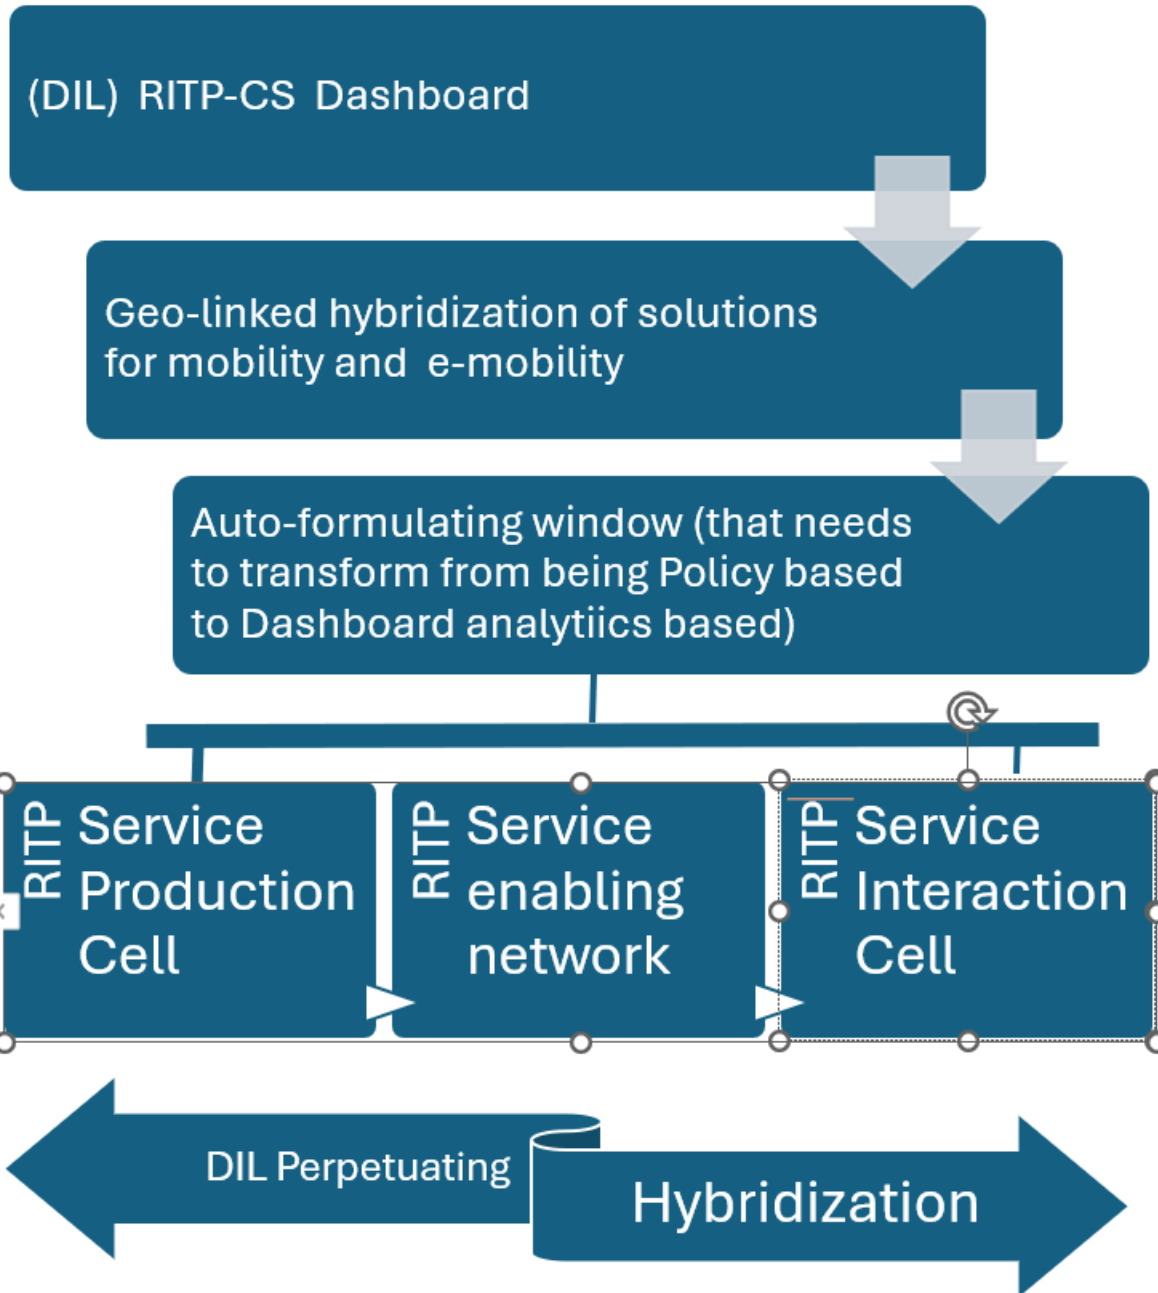 (DIL) RITP-CS Dashboard
Geo-linked hybridization of solutions
for mobility and e-mobility
Auto-formulating window (that needs
to transform from being Policy based
to Dashboard analytiics based)
RITP
Service
Production
Cell
RITP
Service
enabling
network
RITP
Service
Interaction
Cell
DIL Perpetuating
Hybridization